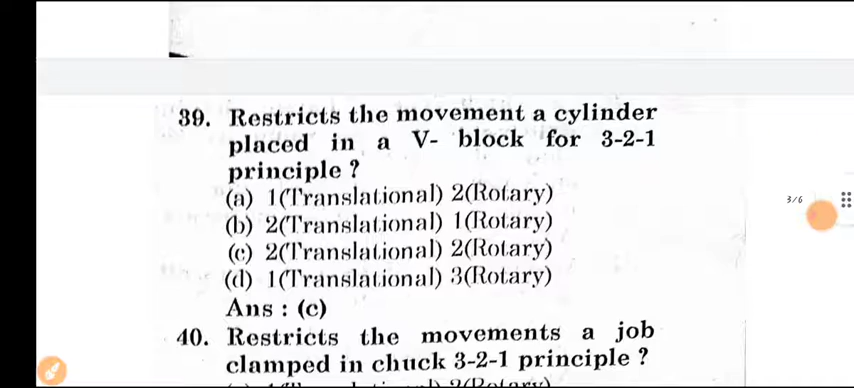 39. Restricts the movement a cylinder
placed in a V- block for 3-2-1
principle ?
(a) 1(Translational) 2(Rotary)
(b) 2(Translational) 1(Rotary)
(c) 2(Translational) 2(Rotary)
(d) 1(Translational) 3(Rotary)
Ans : (c)
40. Restricts the movements a job
clamped in chuck 3-2-1 principle ?
3/6